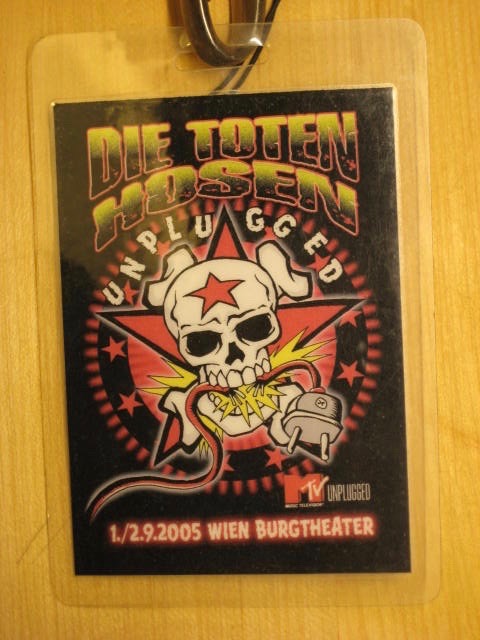 DIE TOTEN
HOSEN
UNPLUGGED
MTV UNPLUGGED
MUSIC TELEVISION
1./2.9.2005 WIEN BURGTHEATER